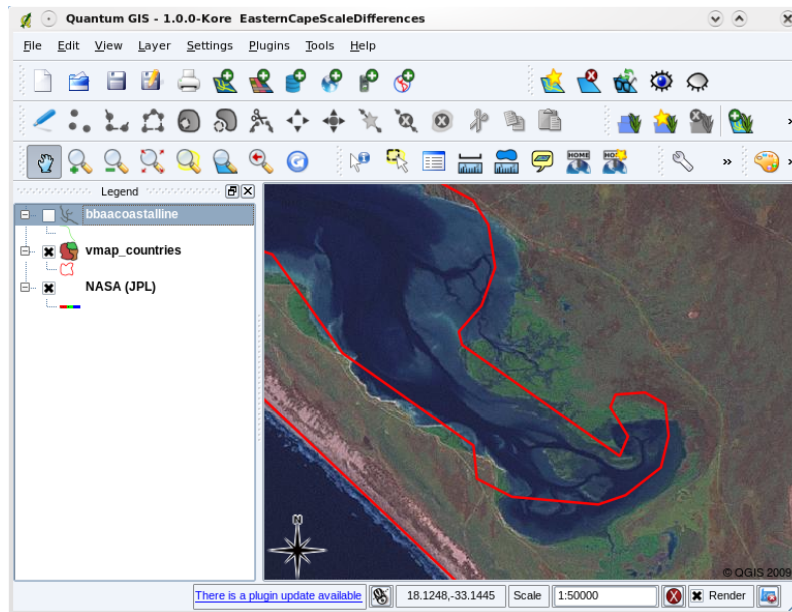 Quantum GIS - 1.0.0-Kore  EasternCapeScaleDifferences
File Edit View Layer Settings Plugins Tools Help
HOME
Legend
bbaacoastalline
vmap_countries
NASA (JPL)
N
© QGIS 2009
There is a plugin update available
18.1248,-33.1445
Scale
1:50000
Render